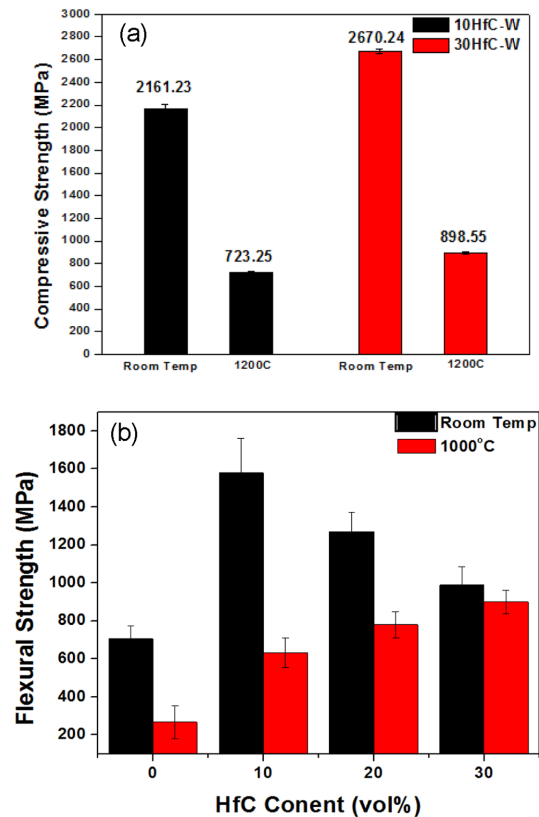 (a)
10HfC-W
30HfC-W
Compressive Strength (MPa)
3000
2800
2600
2400
2200
2000
1800
1600
1400
1200
1000
800
600
400
200
0
2161.23
723.25
2670.24
898.55
Room Temp
1200C
Room Temp
1200C
(b)
Room Temp
1000°C
Flexural Strength (MPa)
1800
1600
1400
1200
1000
800
600
400
200
0
10
20
30
HfC Conent (vol%)